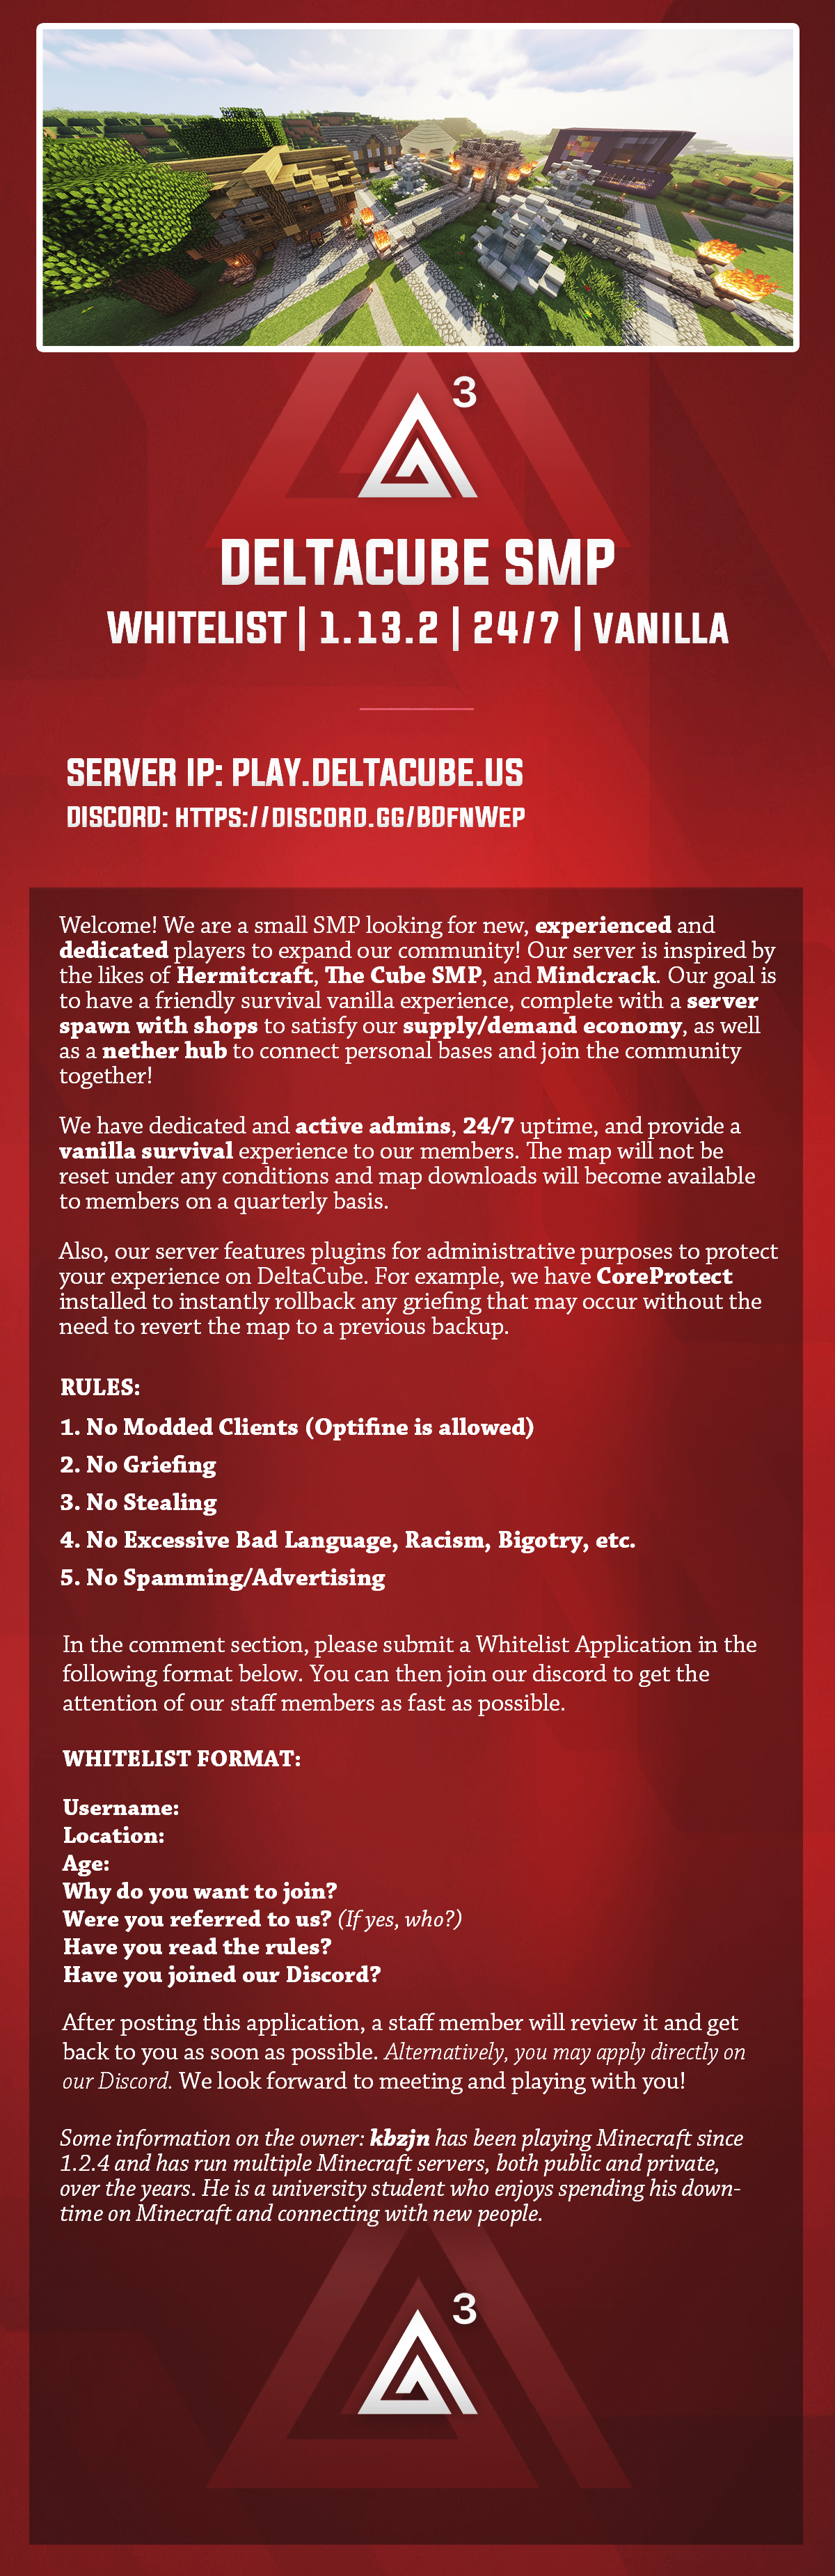 3
DELTACUBE SMP
WHITELIST | 1.13.2 | 24/7 | VANILLA
SERVER IP: PLAY.DELTACUBE.US
DISCORD: HTTPS://DISCORD.GG/BDFNWEP
Welcome! We are a small SMP looking for new, experienced and
dedicated players to expand our community! Our server is inspired by
the likes of Hermitcraft, The Cube SMP, and Mindcrack. Our goal is
to have a friendly survival vanilla experience, complete with a server
spawn with shops to satisfy our supply/demand economy, as well
as a nether hub to connect personal bases and join the community
together!
We have dedicated and active admins, 24/7 uptime, and provide a
vanilla survival experience to our members. The map will not be
reset under any conditions and map downloads will become available
to members on a quarterly basis.
Also, our server features plugins for administrative purposes to protect
your experience on DeltaCube. For example, we have CoreProtect
installed to instantly rollback any griefing that may occur without the
need to revert the map to a previous backup.
RULES:
1. No Modded Clients (Optifine is allowed)
2. No Griefing
3. No Stealing
4. No Excessive Bad Language, Racism, Bigotry, etc.
5. No Spamming/Advertising
In the comment section, please submit a Whitelist Application in the
following format below. You can then join our discord to get the
attention of our staff members as fast as possible.
WHITELIST FORMAT:
Username:
Location:
Age:
Why do you want to join?
Were you referred to us? (If yes, who?)
Have you read the rules?
Have you joined our Discord?
After posting this application, a staff member will review it and get
back to you as soon as possible. Alternatively, you may apply directly on
our Discord. We look forward to meeting and playing with you!
Some information on the owner: kbzjn has been playing Minecraft since
1.2.4 and has run multiple Minecraft servers, both public and private,
over the years. He is a university student who enjoys spending his down-
time on Minecraft and connecting with new people.
3